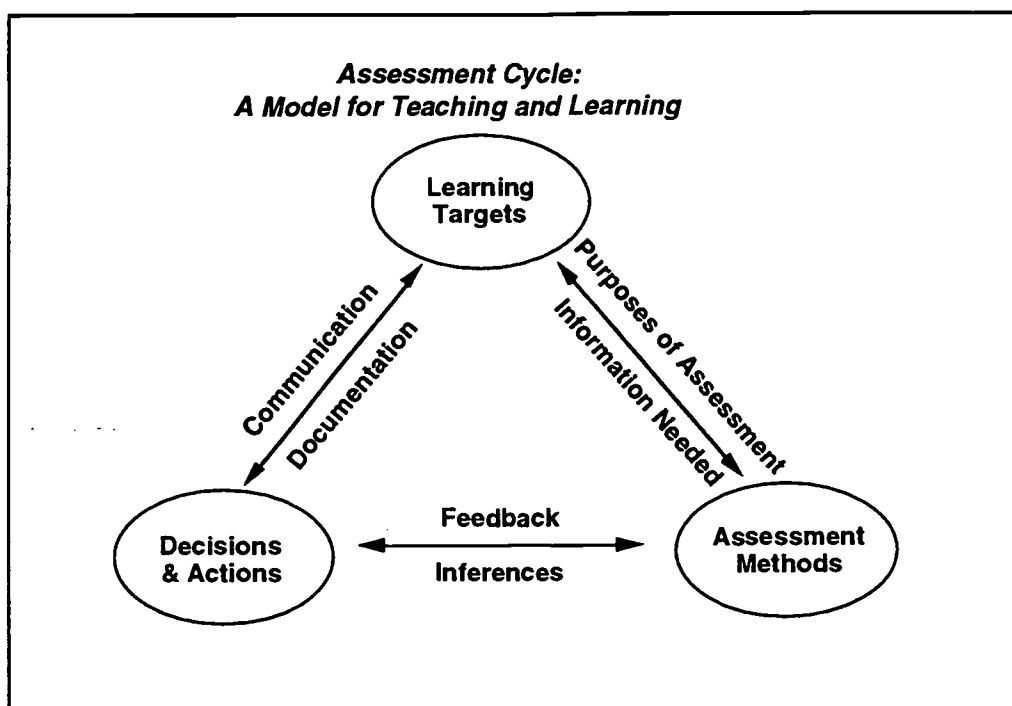 Assessment Cycle:
A Model for Teaching and Learning
Learning
Targets
Communication
Documentation
Purposes of Assessment
Information Needed
Decisions
& Actions
Feedback
Inferences
Assessment
Methods